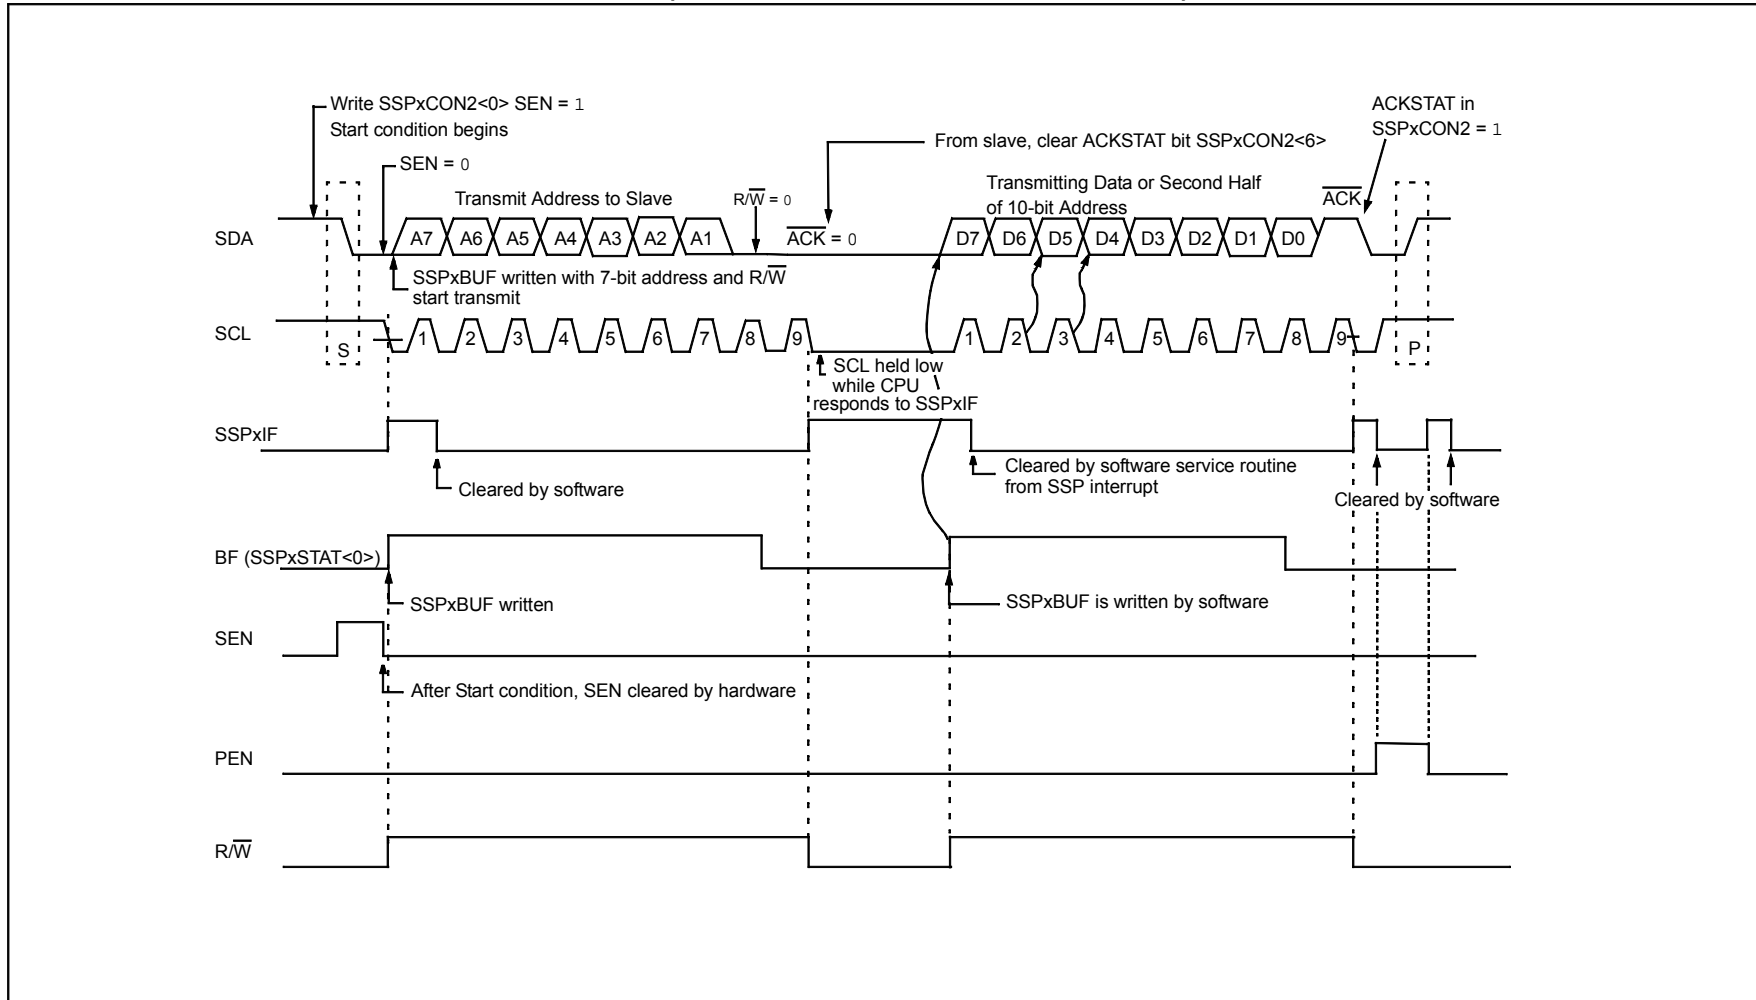 Write SSPxCON2<0> SEN = 1
Start condition begins
ACKSTAT in
SSPxCON2 = 1
From slave, clear ACKSTAT bit SSPxCON2<6>
SEN = 0
Transmit Address to Slave
R/W̅ = 0
Transmitting Data or Second Half
of 10-bit Address
A̅C̅K̅
SDA
A7 A6 A5 A4 A3 A2 A1
A̅C̅K̅ = 0
D7 D6 D5 D4 D3 D2 D1 D0
SSPxBUF written with 7-bit address and R/W̅
start transmit
SCL
S
1 2 3 4 5 6 7 8 9
1 2 3 4 5 6 7 8 9
P
SCL held low
while CPU
responds to SSPxIF
SSPxIF
Cleared by software
Cleared by software service routine
from SSP interrupt
Cleared by software
BF (SSPxSTAT<0>)
SSPxBUF written
SSPxBUF is written by software
SEN
After Start condition, SEN cleared by hardware
PEN
R/W̅